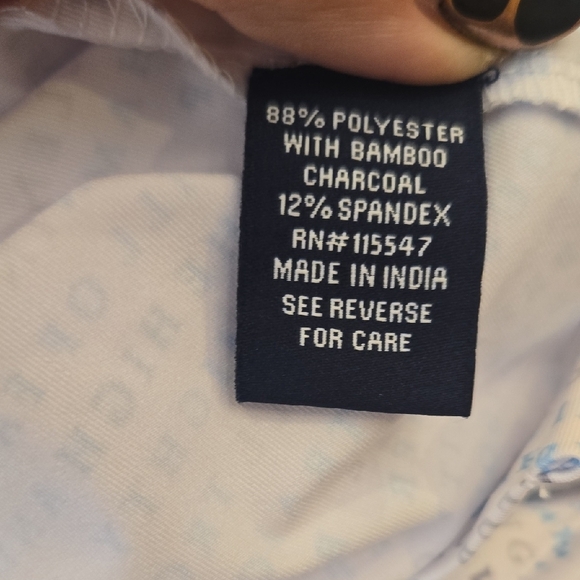 88% POLYESTER
WITH BAMBOO
CHARCOAL
12% SPANDEX
RN#115547
MADE IN INDIA
SEE REVERSE
FOR CARE